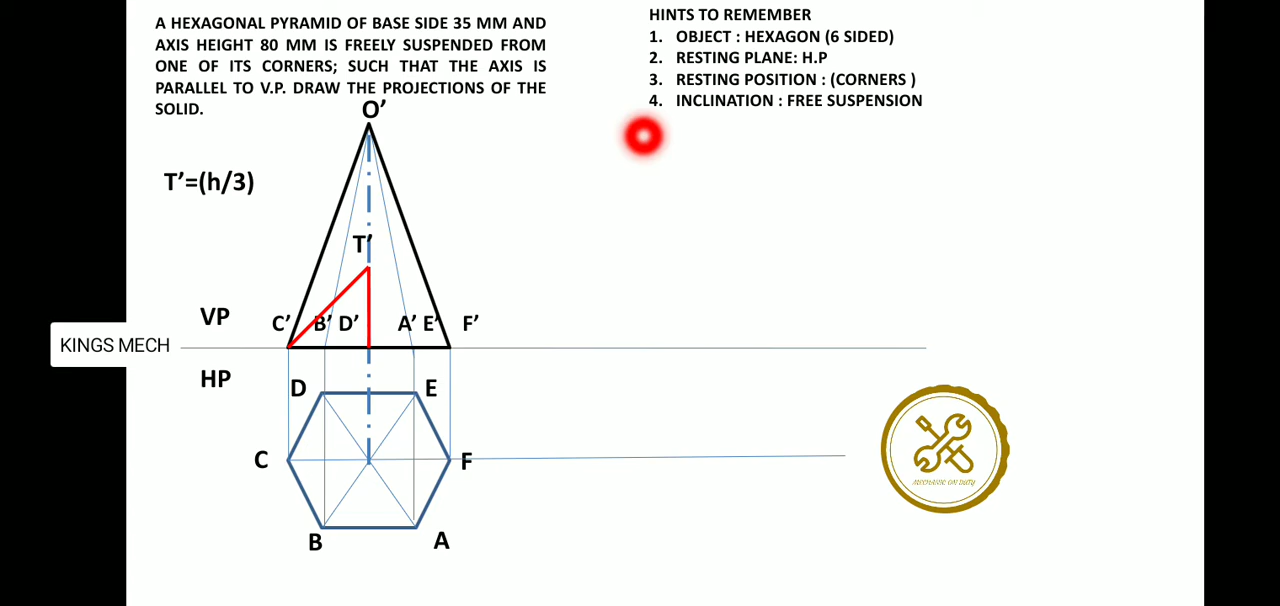 A HEXAGONAL PYRAMID OF BASE SIDE 35 MM AND
AXIS HEIGHT 80 MM IS FREELY SUSPENDED FROM
ONE OF ITS CORNERS; SUCH THAT THE AXIS IS
PARALLEL TO V.P. DRAW THE PROJECTIONS OF THE
SOLID.
HINTS TO REMEMBER
1. OBJECT : HEXAGON (6 SIDED)
2. RESTING PLANE: H.P
3. RESTING POSITION : (CORNERS )
4. INCLINATION : FREE SUSPENSION
O’
T’=(h/3)
T’
VP
C’ B’ D’ A’ E’ F’
KINGS MECH
HP
D E
C F
B A
MECHANIC ON DUTY